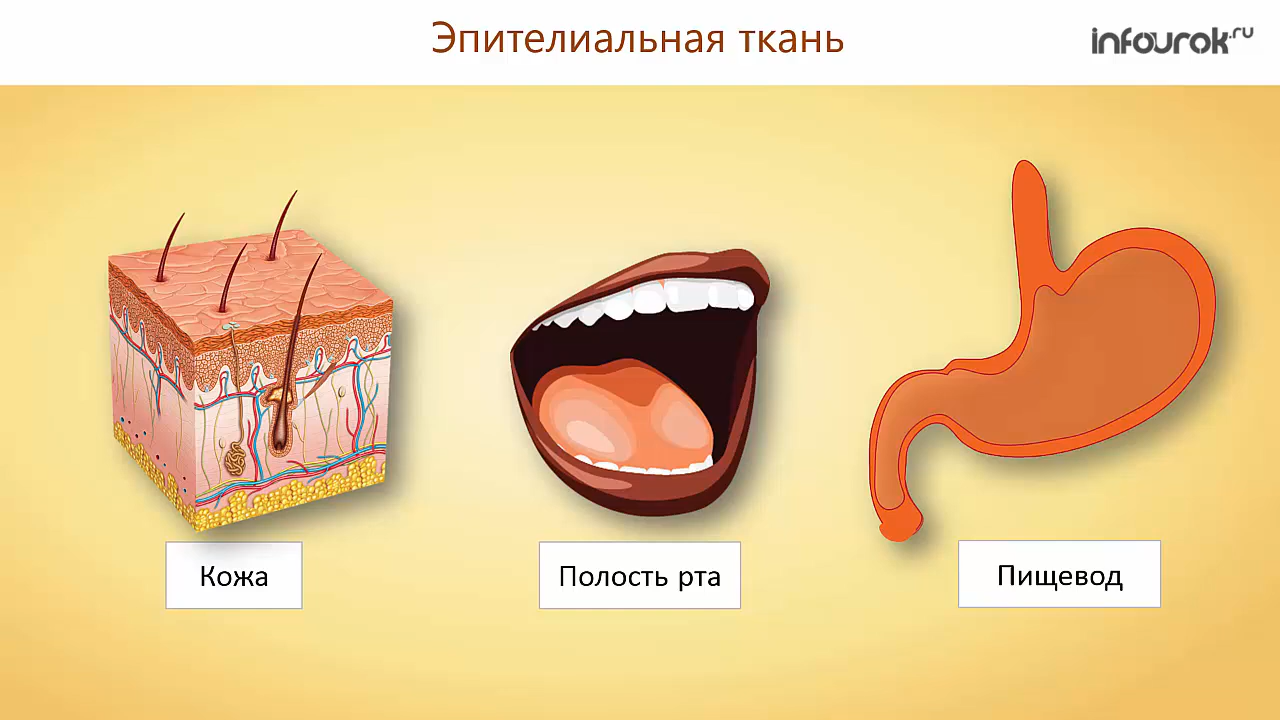 Эпителиальная ткань
infourok.ru
Кожа
Полость рта
Пищевод